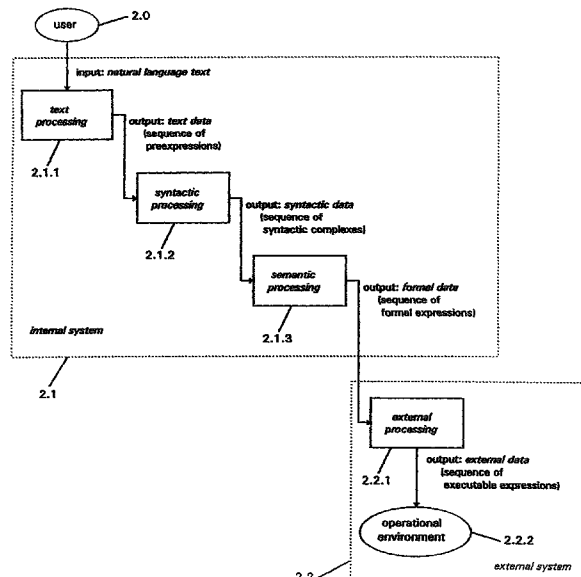 user
2.0
input: natural language text
text
processing
2.1.1
output: text data
(sequence of
preexpressions)
syntactic
processing
2.1.2
output: syntactic data
(sequence of
syntactic complexes)
semantic
processing
2.1.3
output: formal data
(sequence of
formal expressions)
internal system
2.1
external
processing
2.2.1
output: external data
(sequence of
executable expressions)
operational
environment
2.2.2
external system
2.2